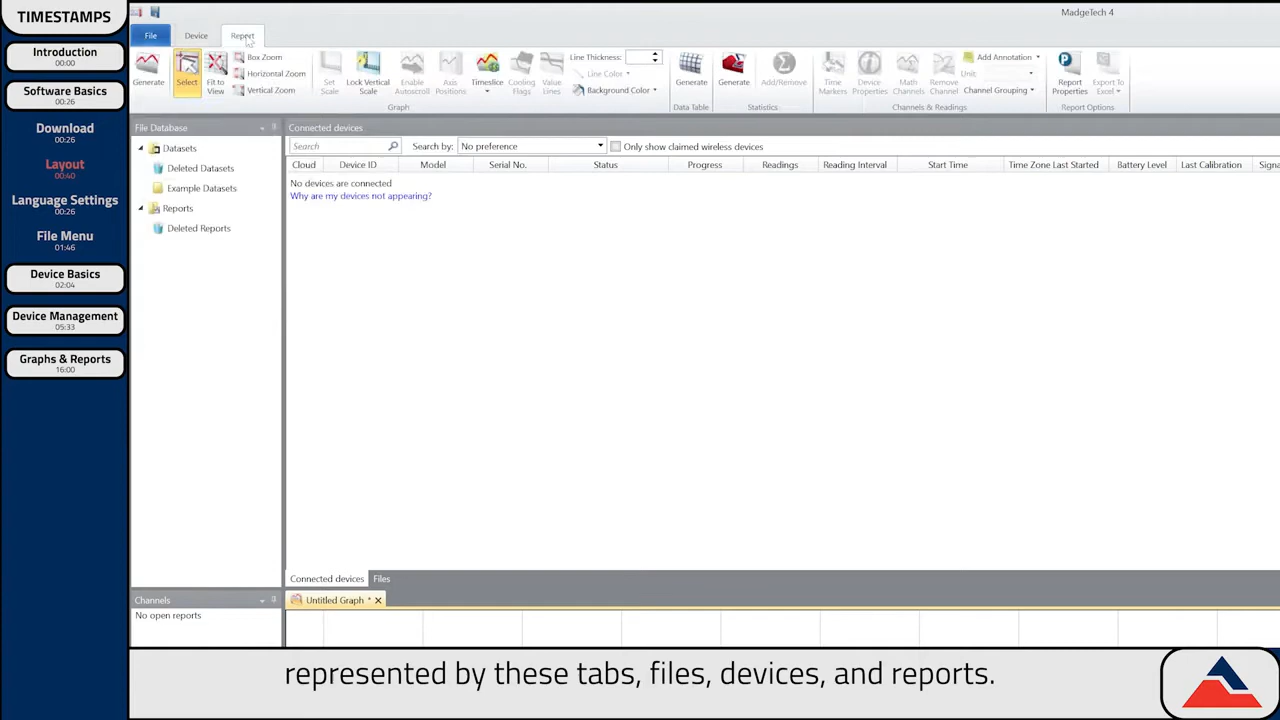 TIMESTAMPS
Introduction
00:00
Software Basics
00:26
Download
00:26
Layout
00:40
Language Settings
00:26
File Menu
01:46
Device Basics
02:04
Device Management
05:33
Graphs & Reports
16:00
MadgeTech 4
File Device Report
Generate
Select
Fit to View
Box Zoom
Horizontal Zoom
Vertical Zoom
Set Scale
Lock Vertical Scale
Enable Autoscroll
Axis Positions
Timeslice
Cooling Flags
Value Lines
Line Thickness:
Line Color
Background Color
Graph
Generate
Data Table
Generate
Add/Remove
Statistics
Time Markers
Device Properties
Math Channels
Remove Channel
Add Annotation
Unit:
Channel Grouping
Channels & Readings
Report Properties
Export To Excel
Report Options
File Database
Datasets
Deleted Datasets
Example Datasets
Reports
Deleted Reports
Connected devices
Search Search by: No preference Only show claimed wireless devices
Cloud Device ID Model Serial No. Status Progress Readings Reading Interval Start Time Time Zone Last Started Battery Level Last Calibration Signa
No devices are connected
Why are my devices not appearing?
Connected devices Files
Channels
No open reports
Untitled Graph *
represented by these tabs, files, devices, and reports.